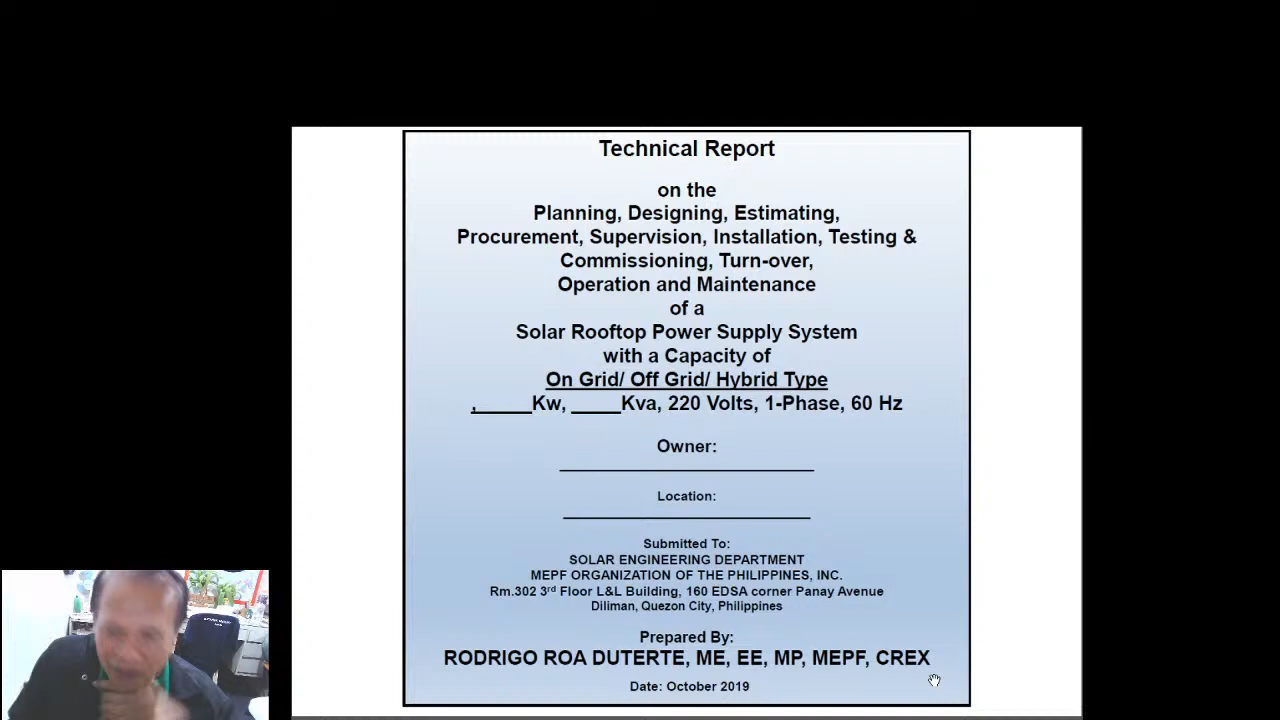 Technical Report
on the
Planning, Designing, Estimating,
Procurement, Supervision, Installation, Testing &
Commissioning, Turn-over,
Operation and Maintenance
of a
Solar Rooftop Power Supply System
with a Capacity of
On Grid/ Off Grid/ Hybrid Type
,_____Kw, _____Kva, 220 Volts, 1-Phase, 60 Hz
Owner:
Location:
Submitted To:
SOLAR ENGINEERING DEPARTMENT
MEPF ORGANIZATION OF THE PHILIPPINES, INC.
Rm.302 3rd Floor L&L Building, 160 EDSA corner Panay Avenue
Diliman, Quezon City, Philippines
Prepared By:
RODRIGO ROA DUTERTE, ME, EE, MP, MEPF, CREX
Date: October 2019